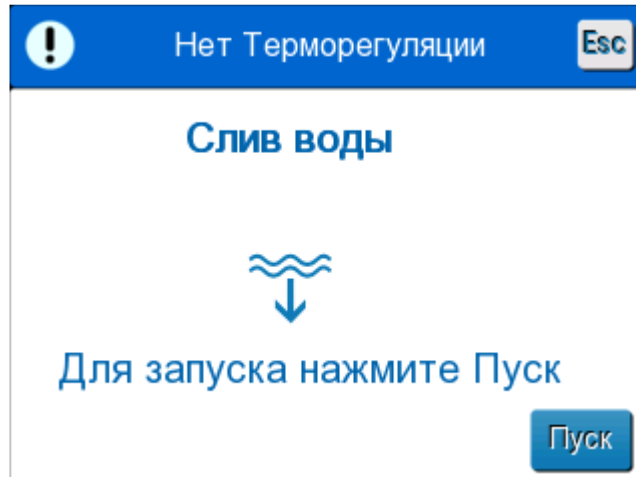 Нет Терморегуляции
Esc
Слив воды
Для запуска нажмите Пуск
Пуск